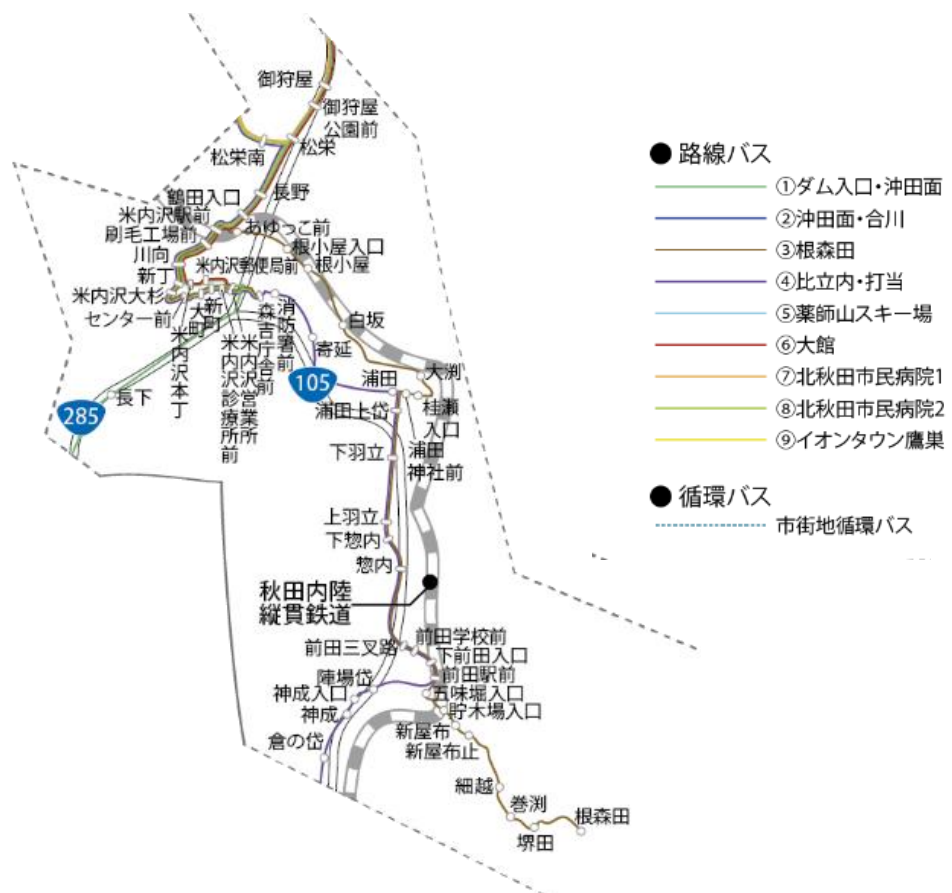 御狩屋
御狩屋
公園前
松栄南
松栄
鶴田入口
長野
米内沢駅前
あゆっこ前
刷毛工場前
根小屋入口
川向
新丁
米内沢郵便局前
根小屋
米内沢大杉
センター前
大町
新町
米内沢本丁
米内沢診療所前
米内沢営業所
森吉庁舎前
消防署前
白坂
寄延
大渕
105
浦田
285
長下
浦田上岱
桂瀬
入口
下羽立
浦田
神社前
上羽立
下惣内
惣内
秋田内陸
縦貫鉄道
前田三叉路
前田学校前
下前田入口
陣場岱
前田駅前
神成入口
五味堀入口
神成
貯木場入口
倉の岱
新屋布
新屋布止
細越
巻渕
根森田
堺田
●路線バス
①ダム入口・沖田面
②沖田面・合川
③根森田
④比立内・打当
⑤薬師山スキー場
⑥大館
⑦北秋田市民病院1
⑧北秋田市民病院2
⑨イオンタウン鷹巣
●循環バス
市街地循環バス